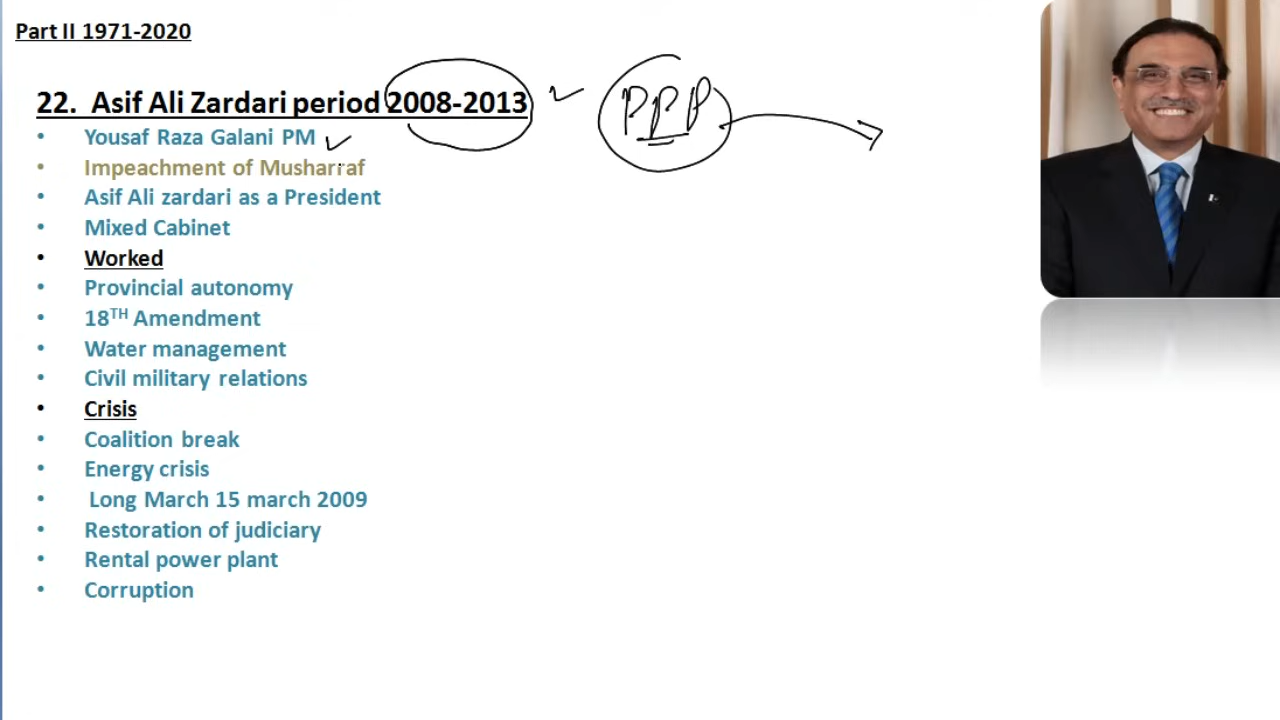 Part II 1971-2020
22. Asif Ali Zardari period 2008-2013 PPP
• Yousaf Raza Galani PM
• Impeachment of Musharraf
• Asif Ali zardari as a President
• Mixed Cabinet
• Worked
• Provincial autonomy
• 18TH Amendment
• Water management
• Civil military relations
• Crisis
• Coalition break
• Energy crisis
• Long March 15 march 2009
• Restoration of judiciary
• Rental power plant
• Corruption